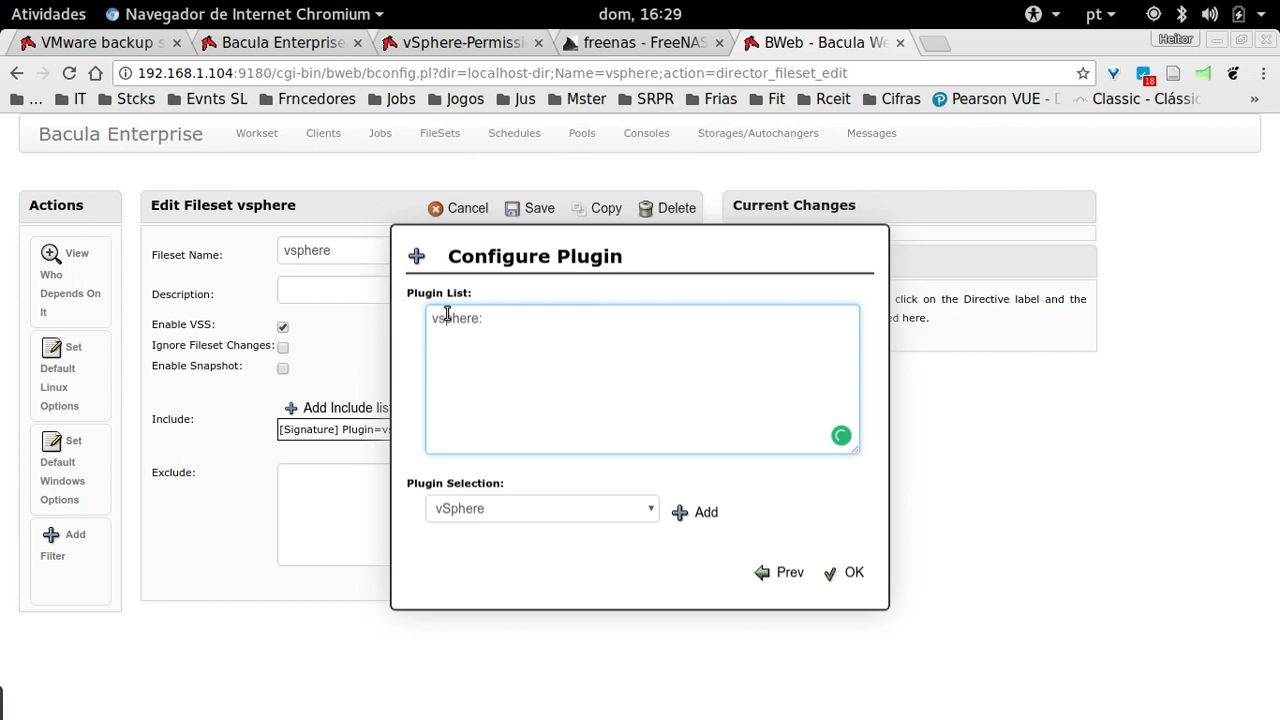 Atividades Navegador de Internet Chromium dom, 16:29 pt
VMware backup s Bacula Enterprise vSphere-Permissi freenas - FreeNAS BWeb - Bacula We Heitor
192.168.1.104:9180/cgi-bin/bweb/bconfig.pl?dir=localhost-dir;Name=vsphere;action=director_fileset_edit 18
... IT Stcks Evnts SL Frncedores Jobs Jogos Jus Mster SRPR Frias Fit Rceit Cifras Pearson VUE - Classic - Clássic »
Bacula Enterprise Workset Clients Jobs FileSets Schedules Pools Consoles Storages/Autochangers Messages
Actions
View
Who
Depends On
It
Set
Default
Linux
Options
Set
Default
Windows
Options
Add
Filter
Edit Fileset vsphere Cancel Save Copy Delete
Fileset Name: vsphere
Description:
Enable VSS:
Ignore Fileset Changes:
Enable Snapshot:
Include: Add Include lis
[Signature] Plugin=vs
Exclude:
Current Changes
click on the Directive label and the
d here.
Configure Plugin
Plugin List:
vsphere:
Plugin Selection:
vSphere Add
Prev OK